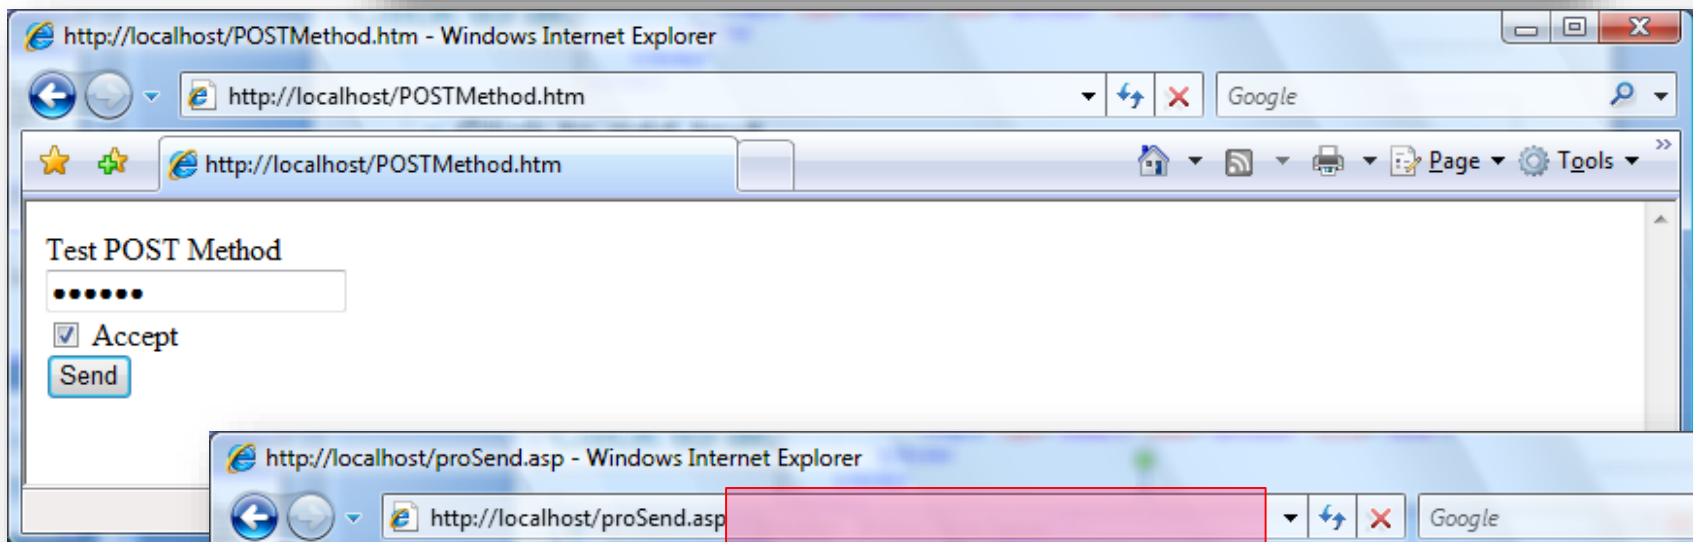 http://localhost/POSTMethod.htm - Windows Internet Explorer
http://localhost/POSTMethod.htm
Google
http://localhost/POSTMethod.htm
Page
Tools
Test POST Method
••••••
Accept
Send
http://localhost/proSend.asp - Windows Internet Explorer
http://localhost/proSend.asp
Google